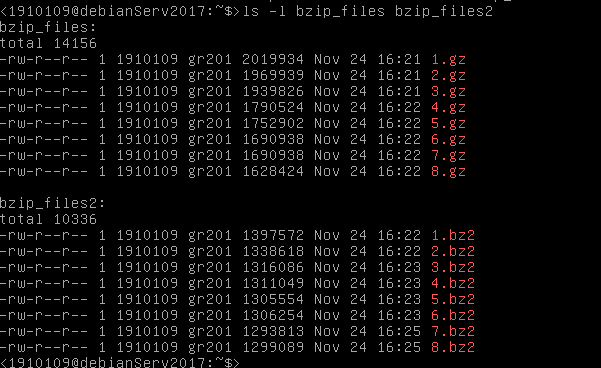 <1910109@debianServ2017:~$>ls -l bzip_files bzip_files2
bzip_files:
total 14156
-rw-r--r-- 1 1910109 gr201 2019934 Nov 24 16:21 1.gz
-rw-r--r-- 1 1910109 gr201 1969939 Nov 24 16:21 2.gz
-rw-r--r-- 1 1910109 gr201 1939826 Nov 24 16:21 3.gz
-rw-r--r-- 1 1910109 gr201 1790524 Nov 24 16:22 4.gz
-rw-r--r-- 1 1910109 gr201 1752902 Nov 24 16:22 5.gz
-rw-r--r-- 1 1910109 gr201 1690938 Nov 24 16:22 6.gz
-rw-r--r-- 1 1910109 gr201 1690938 Nov 24 16:22 7.gz
-rw-r--r-- 1 1910109 gr201 1628424 Nov 24 16:22 8.gz
bzip_files2:
total 10336
-rw-r--r-- 1 1910109 gr201 1397572 Nov 24 16:22 1.bz2
-rw-r--r-- 1 1910109 gr201 1338618 Nov 24 16:22 2.bz2
-rw-r--r-- 1 1910109 gr201 1316086 Nov 24 16:23 3.bz2
-rw-r--r-- 1 1910109 gr201 1311049 Nov 24 16:23 4.bz2
-rw-r--r-- 1 1910109 gr201 1305554 Nov 24 16:23 5.bz2
-rw-r--r-- 1 1910109 gr201 1306254 Nov 24 16:23 6.bz2
-rw-r--r-- 1 1910109 gr201 1293813 Nov 24 16:25 7.bz2
-rw-r--r-- 1 1910109 gr201 1299089 Nov 24 16:25 8.bz2
<1910109@debianServ2017:~$>